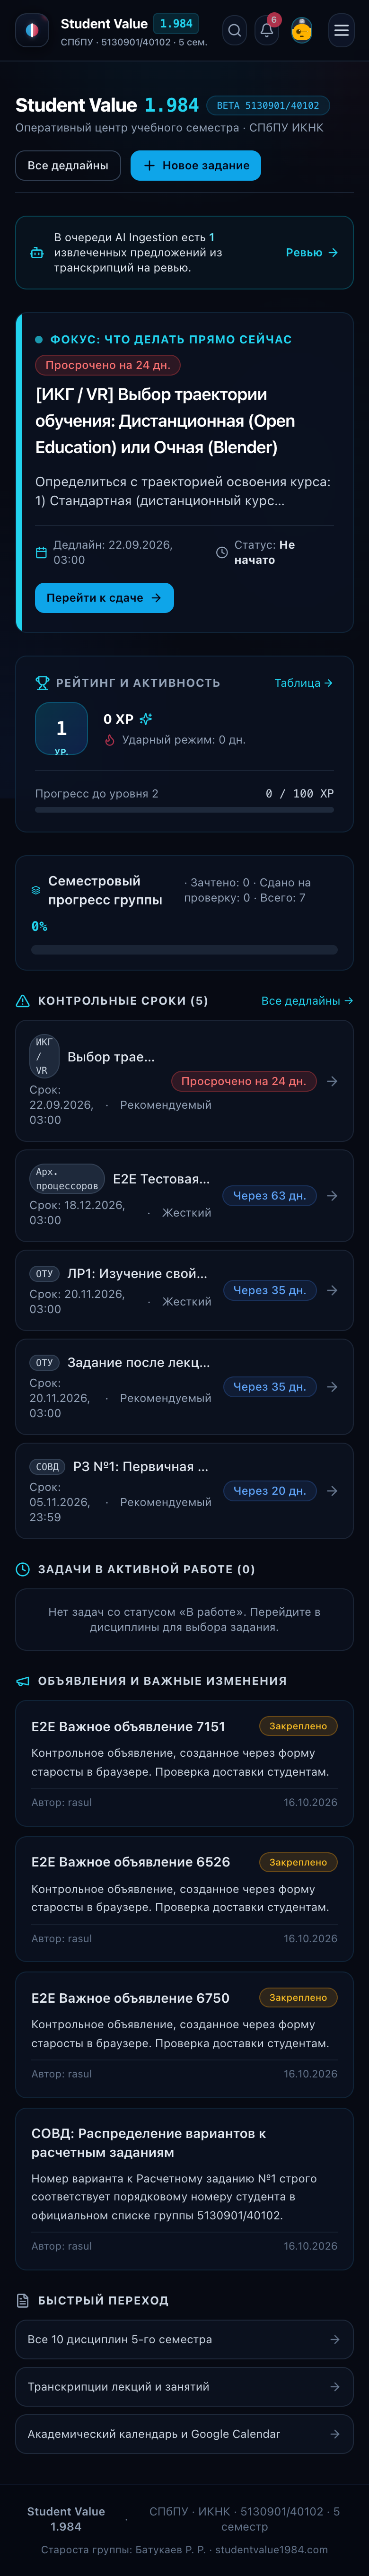 Student Value 1.984
СПбПУ · 5130901/40102 · 5 сем.
6
Student Value 1.984 BETA 5130901/40102
Оперативный центр учебного семестра · СПбПУ ИКНК
Все дедлайны
Новое задание
В очереди AI Ingestion есть 1
извлеченных предложений из
транскрипций на ревью.
Ревью →
ФОКУС: ЧТО ДЕЛАТЬ ПРЯМО СЕЙЧАС
Просрочено на 24 дн.
[ИКГ / VR] Выбор траектории
обучения: Дистанционная (Open
Education) или Очная (Blender)
Определиться с траекторией освоения курса:
1) Стандартная (дистанционный курс...
Дедлайн: 22.09.2026,
03:00
Статус: Не
начато
Перейти к сдаче →
РЕЙТИНГ И АКТИВНОСТЬ
Таблица →
1
УР.
0 XP
Ударный режим: 0 дн.
Прогресс до уровня 2
0 / 100 XP
Семестровый
прогресс группы
· Зачтено: 0 · Сдано на
проверку: 0 · Всего: 7
0%
КОНТРОЛЬНЫЕ СРОКИ (5)
Все дедлайны →
ИКГ
/
VR
Выбор трае...
Срок:
22.09.2026,
03:00
· Рекомендуемый
Просрочено на 24 дн. →
Арх.
процессоров
E2E Тестовая...
Срок: 18.12.2026,
03:00
· Жесткий
Через 63 дн. →
ОТУ
ЛР1: Изучение свой...
Срок: 20.11.2026,
03:00
· Жесткий
Через 35 дн. →
ОТУ
Задание после лекц...
Срок:
20.11.2026,
03:00
· Рекомендуемый
Через 35 дн. →
СОВД
РЗ №1: Первичная ...
Срок:
05.11.2026,
23:59
· Рекомендуемый
Через 20 дн. →
ЗАДАЧИ В АКТИВНОЙ РАБОТЕ (0)
Нет задач со статусом «В работе». Перейдите в
дисциплины для выбора задания.
ОБЪЯВЛЕНИЯ И ВАЖНЫЕ ИЗМЕНЕНИЯ
E2E Важное объявление 7151
Закреплено
Контрольное объявление, созданное через форму
старосты в браузере. Проверка доставки студентам.
Автор: rasul
16.10.2026
E2E Важное объявление 6526
Закреплено
Контрольное объявление, созданное через форму
старосты в браузере. Проверка доставки студентам.
Автор: rasul
16.10.2026
E2E Важное объявление 6750
Закреплено
Контрольное объявление, созданное через форму
старосты в браузере. Проверка доставки студентам.
Автор: rasul
16.10.2026
СОВД: Распределение вариантов к
расчетным заданиям
Номер варианта к Расчетному заданию №1 строго
соответствует порядковому номеру студента в
официальном списке группы 5130901/40102.
Автор: rasul
16.10.2026
БЫСТРЫЙ ПЕРЕХОД
Все 10 дисциплин 5-го семестра →
Транскрипции лекций и занятий →
Академический календарь и Google Calendar →
Student Value
1.984
·
СПбПУ · ИКНК · 5130901/40102 · 5
семестр
Староста группы: Батукаев Р. Р. · studentvalue1984.com